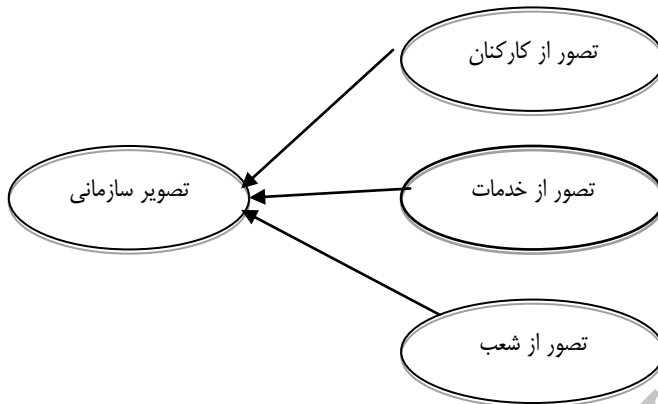 تصور از کارکنان
تصور از خدمات
تصویر سازمانی
تصور از شعب